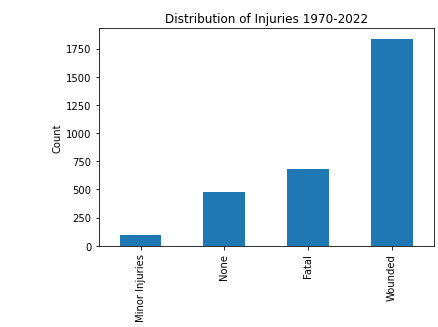 Distribution of Injuries 1970-2022
1750
1500
1250
1000
750
500
250
0
Count
Minor Injuries
None
Fatal
Wounded